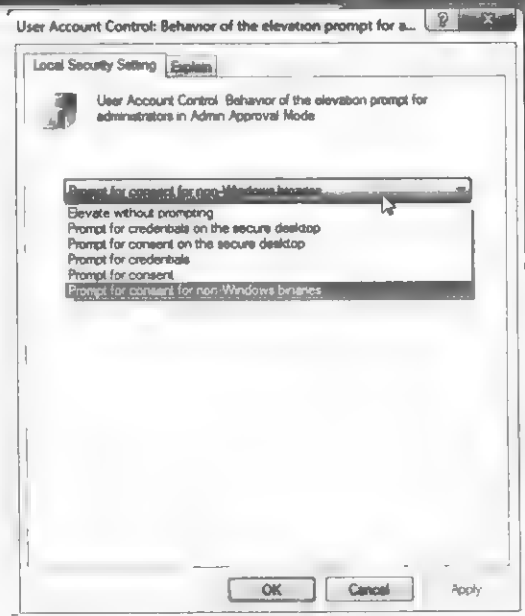 User Account Control: Behavior of the elevation prompt for a...
Local Security Setting
Explain
User Account Control: Behavior of the elevation prompt for
administrators in Admin Approval Mode
Prompt for consent for non-Windows binaries
Elevate without prompting
Prompt for credentials on the secure desktop
Prompt for consent on the secure desktop
Prompt for credentials
Prompt for consent
Prompt for consent for non-Windows binaries
OK
Cancel
Apply